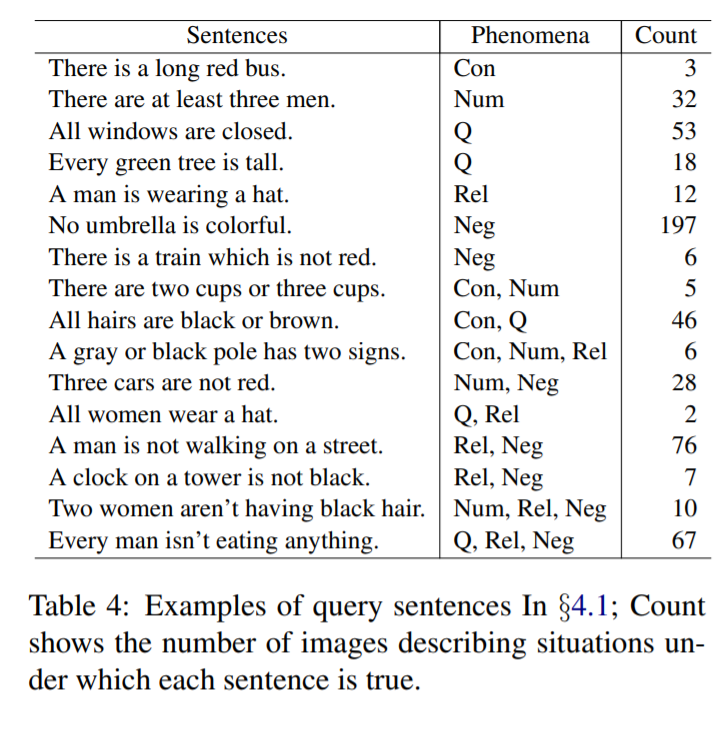 Sentences Phenomena Count
There is a long red bus. Con 3
There are at least three men. Num 32
All windows are closed. Q 53
Every green tree is tall. Q 18
A man is wearing a hat. Rel 12
No umbrella is colorful. Neg 197
There is a train which is not red. Neg 6
There are two cups or three cups. Con, Num 5
All hairs are black or brown. Con, Q 46
A gray or black pole has two signs. Con, Num, Rel 6
Three cars are not red. Num, Neg 28
All women wear a hat. Q, Rel 2
A man is not walking on a street. Rel, Neg 76
A clock on a tower is not black. Rel, Neg 7
Two women aren't having black hair. Num, Rel, Neg 10
Every man isn't eating anything. Q, Rel, Neg 67
Table 4: Examples of query sentences In §4.1; Count
shows the number of images describing situations un-
der which each sentence is true.